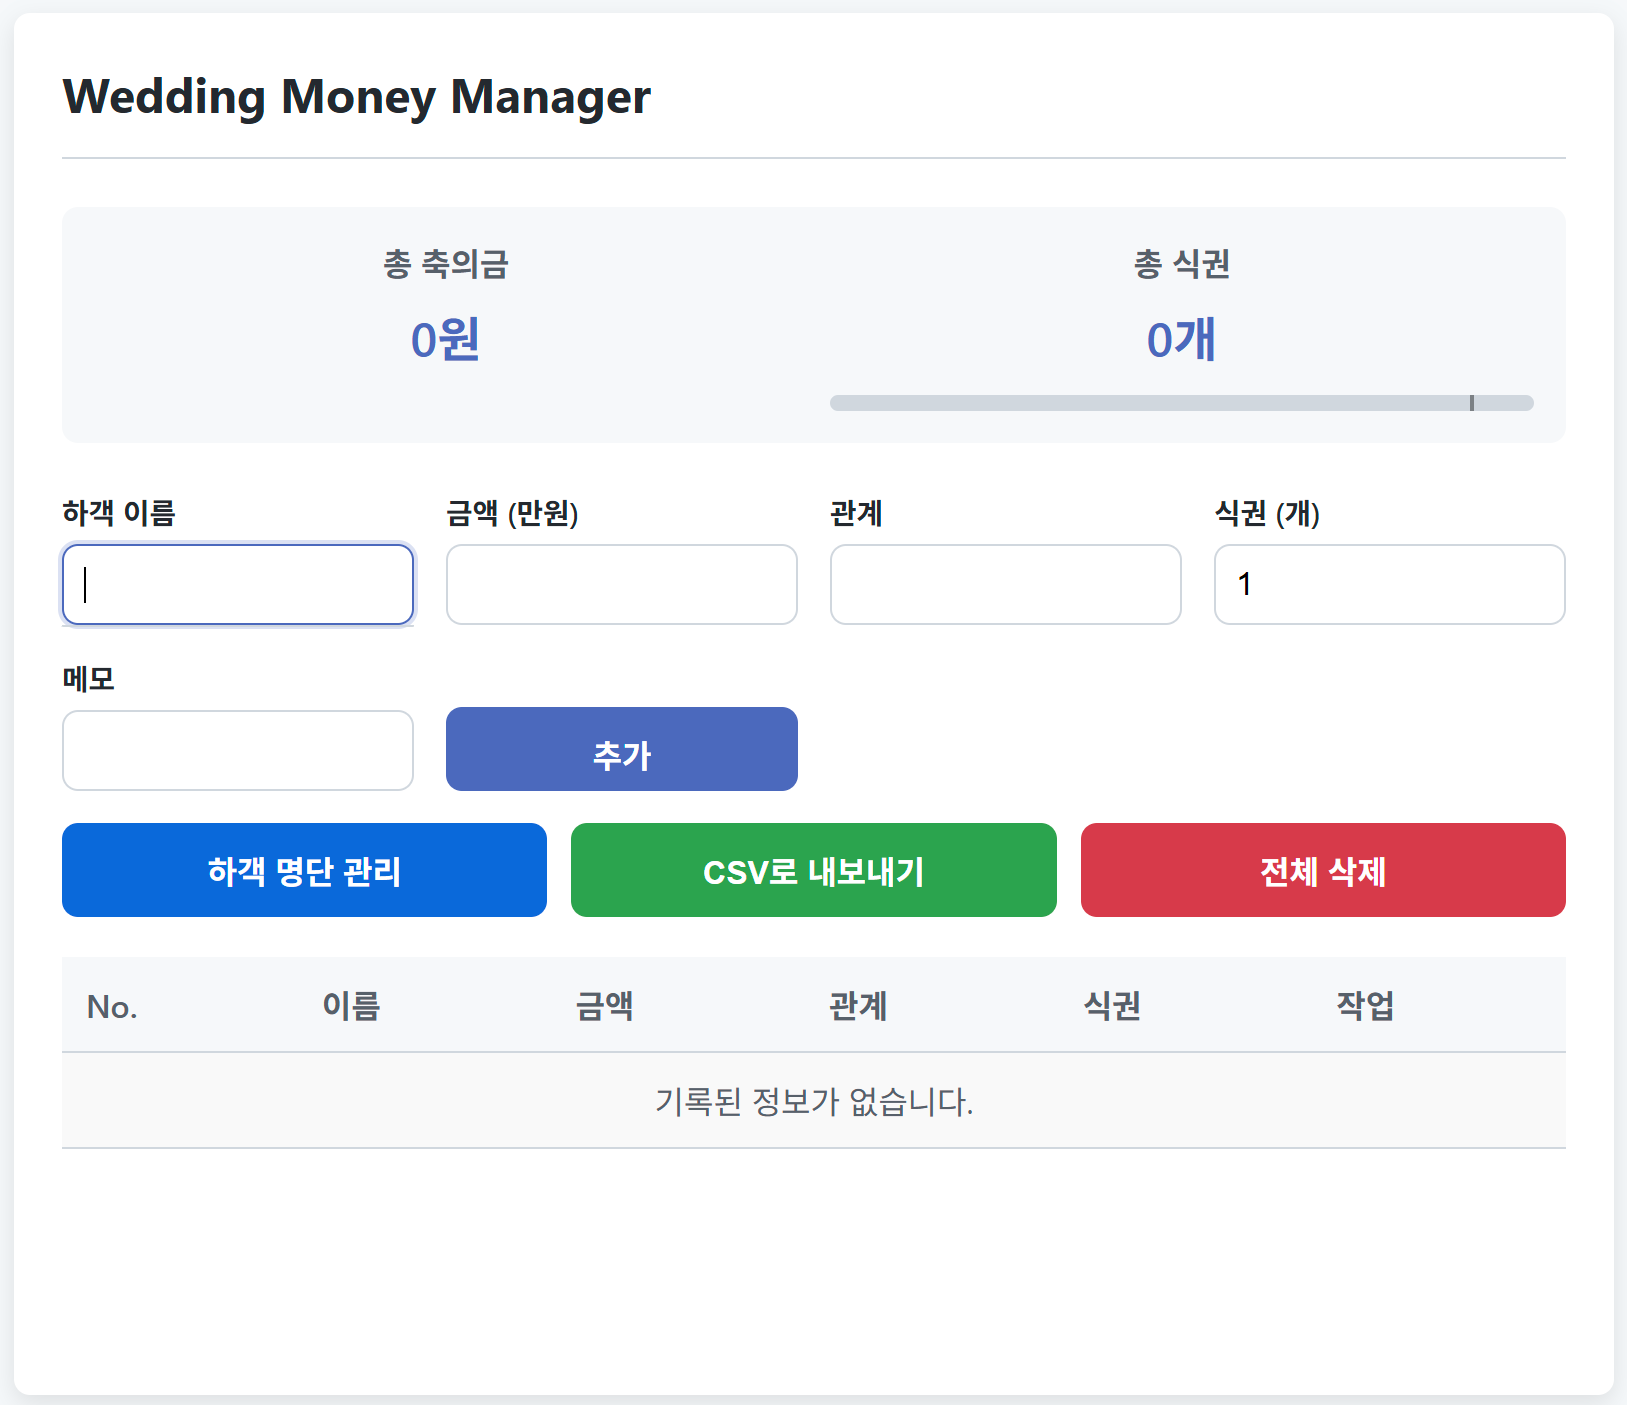 Wedding Money Manager
총 축의금
0원
총 식권
0개
하객 이름
금액 (만원)
관계
식권 (개)
1
메모
추가
하객 명단 관리
CSV로 내보내기
전체 삭제
No. 이름 금액 관계 식권 작업
기록된 정보가 없습니다.